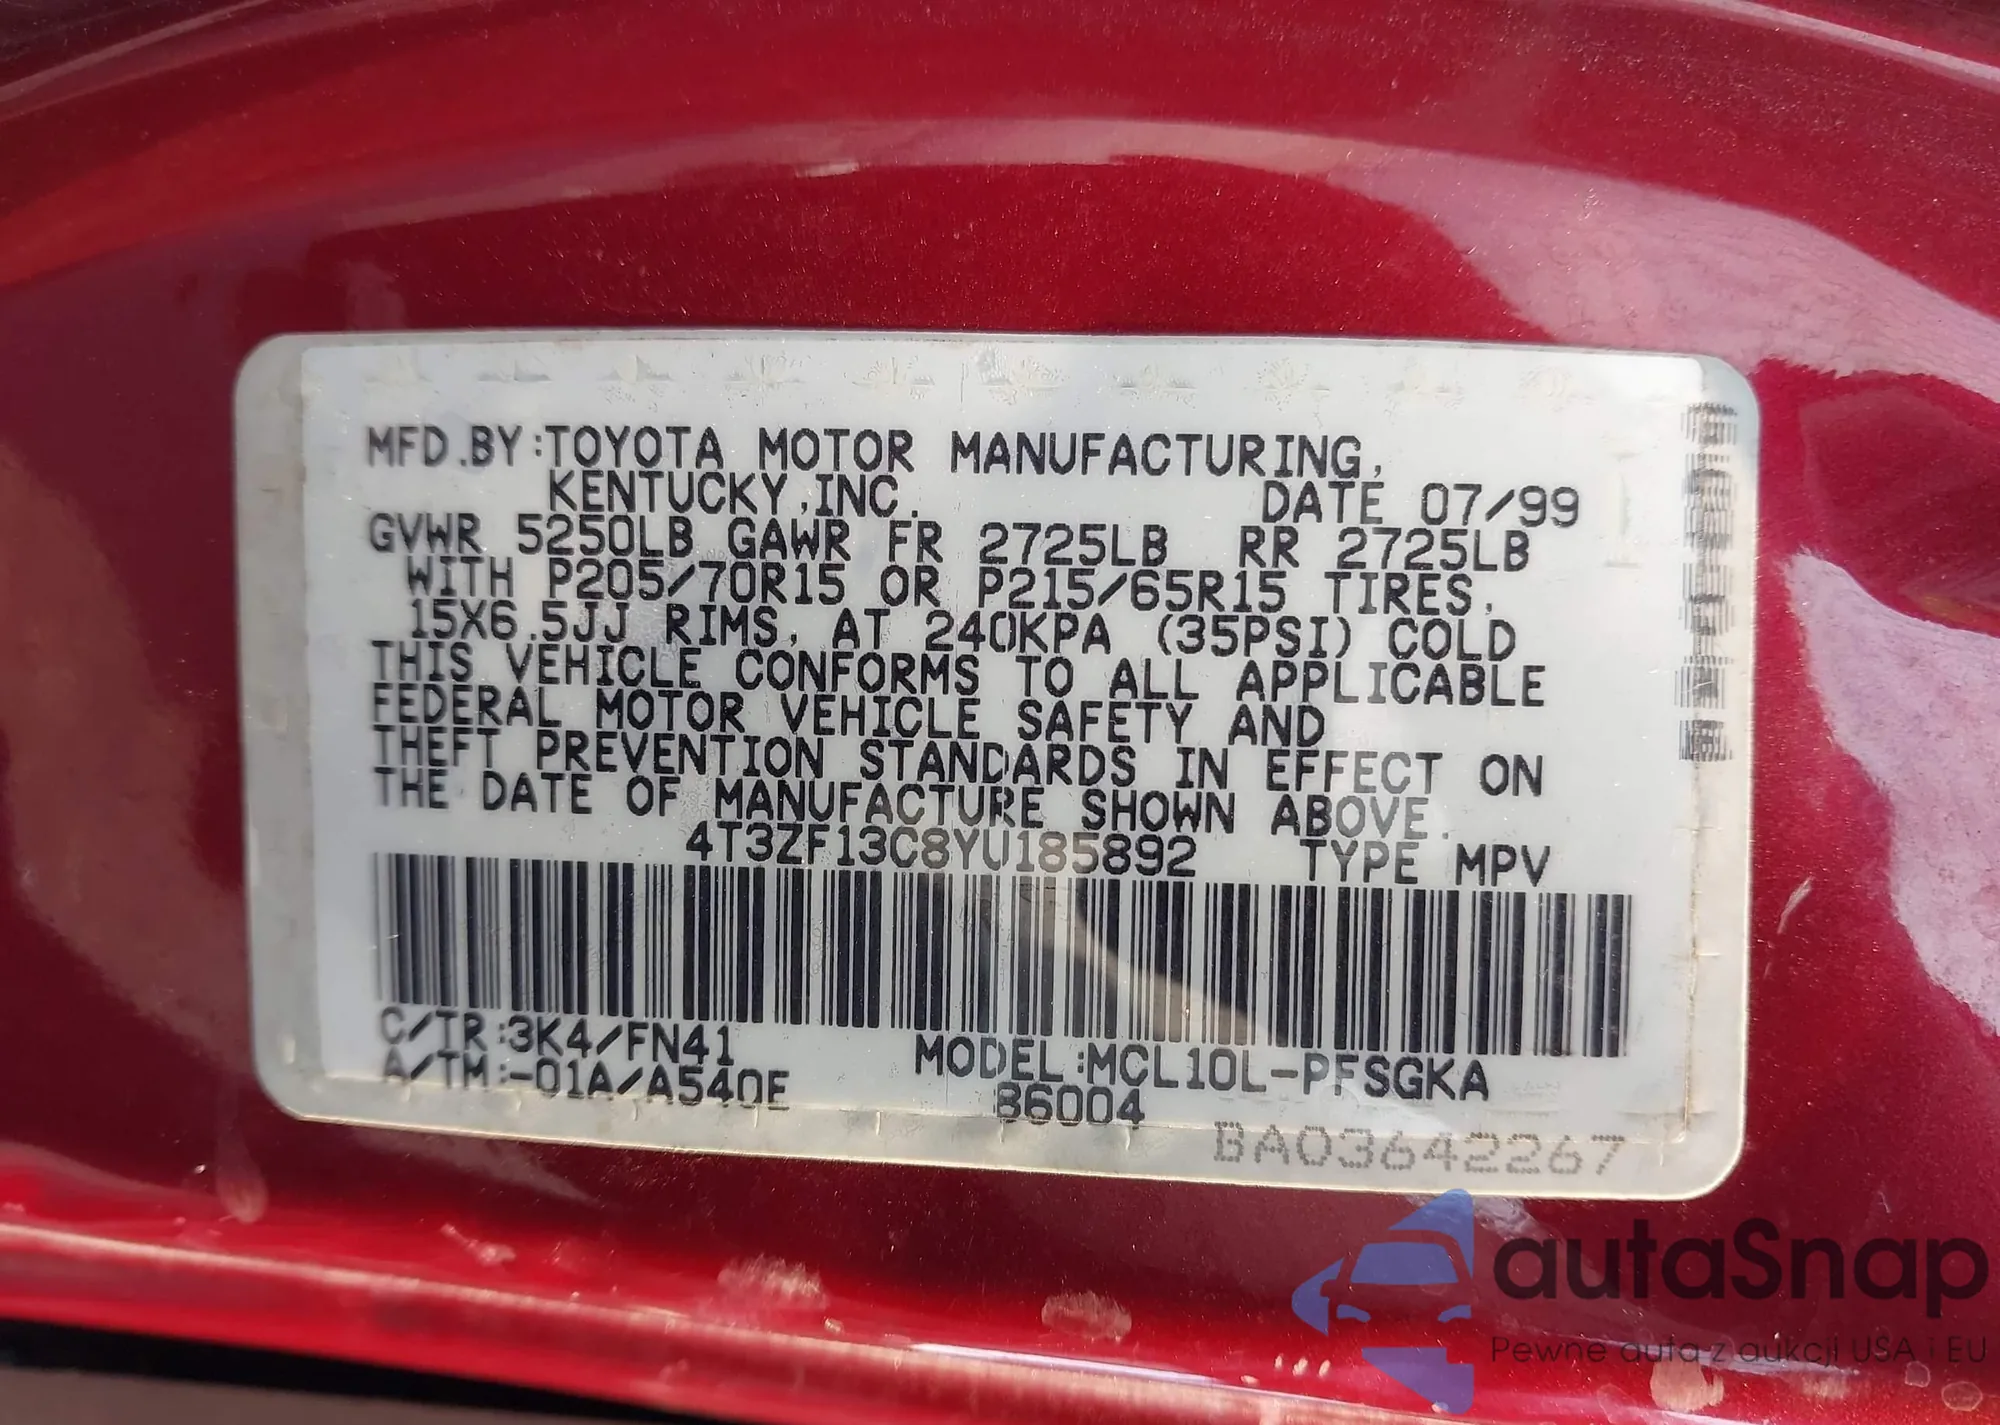 MFD.BY:TOYOTA MOTOR MANUFACTURING,
KENTUCKY,INC. DATE 07/99
GVWR 5250LB GAWR FR 2725LB RR 2725LB
WITH P205/70R15 OR P215/65R15 TIRES,
15X6.5JJ RIMS, AT 240KPA (35PSI) COLD
THIS VEHICLE CONFORMS TO ALL APPLICABLE
FEDERAL MOTOR VEHICLE SAFETY AND
THEFT PREVENTION STANDARDS IN EFFECT ON
THE DATE OF MANUFACTURE SHOWN ABOVE.
4T3ZF13C8YU185892 TYPE MPV
C/TR:3K4/FN41 MODEL:MCL10L-PFSGKA
A/TM:-01A/A540E 86004
BA03642267
autaSnap
Pewne auta z aukcji USA i EU